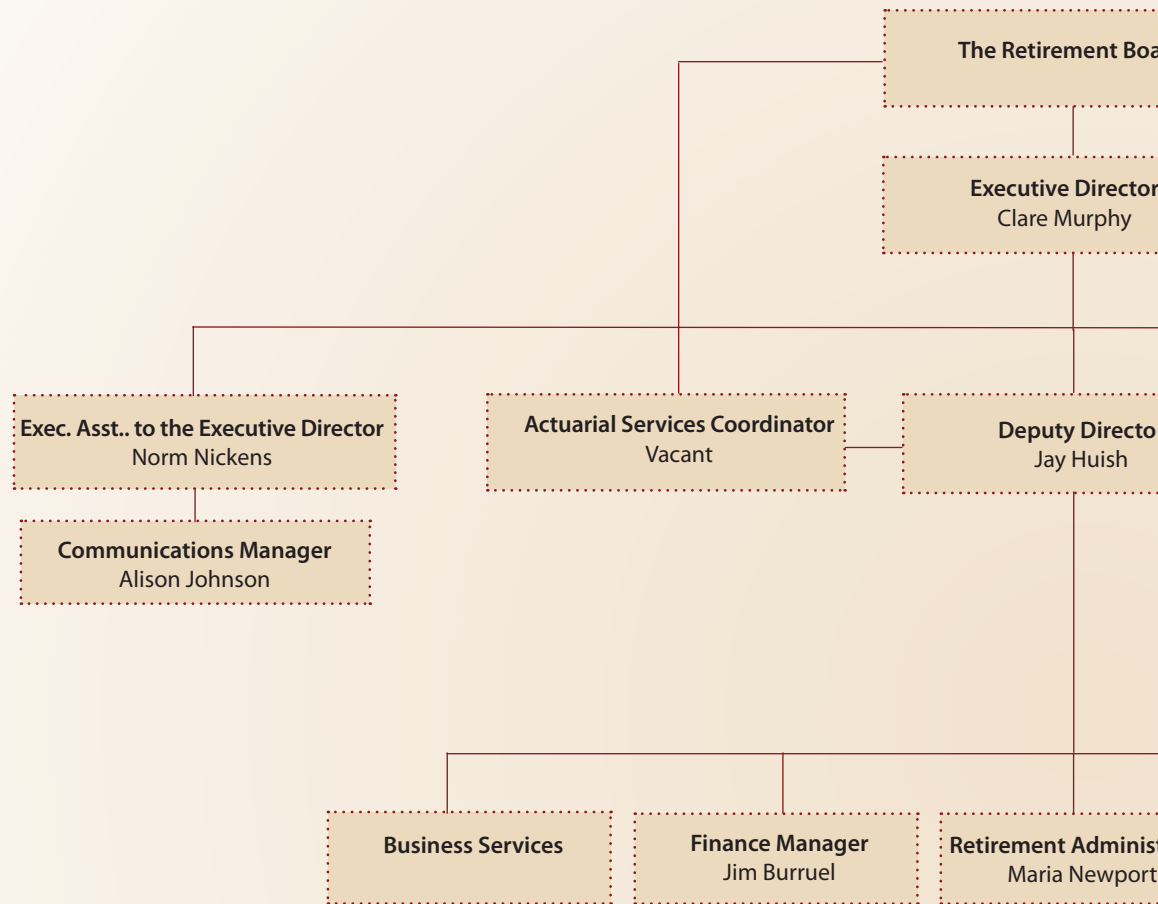 The Retirement Boa
Executive Director
Clare Murphy
Exec. Asst.. to the Executive Director
Norm Nickens
Actuarial Services Coordinator
Vacant
Deputy Directo
Jay Huish
Communications Manager
Alison Johnson
Business Services
Finance Manager
Jim Burruel
Retirement Administ
Maria Newport